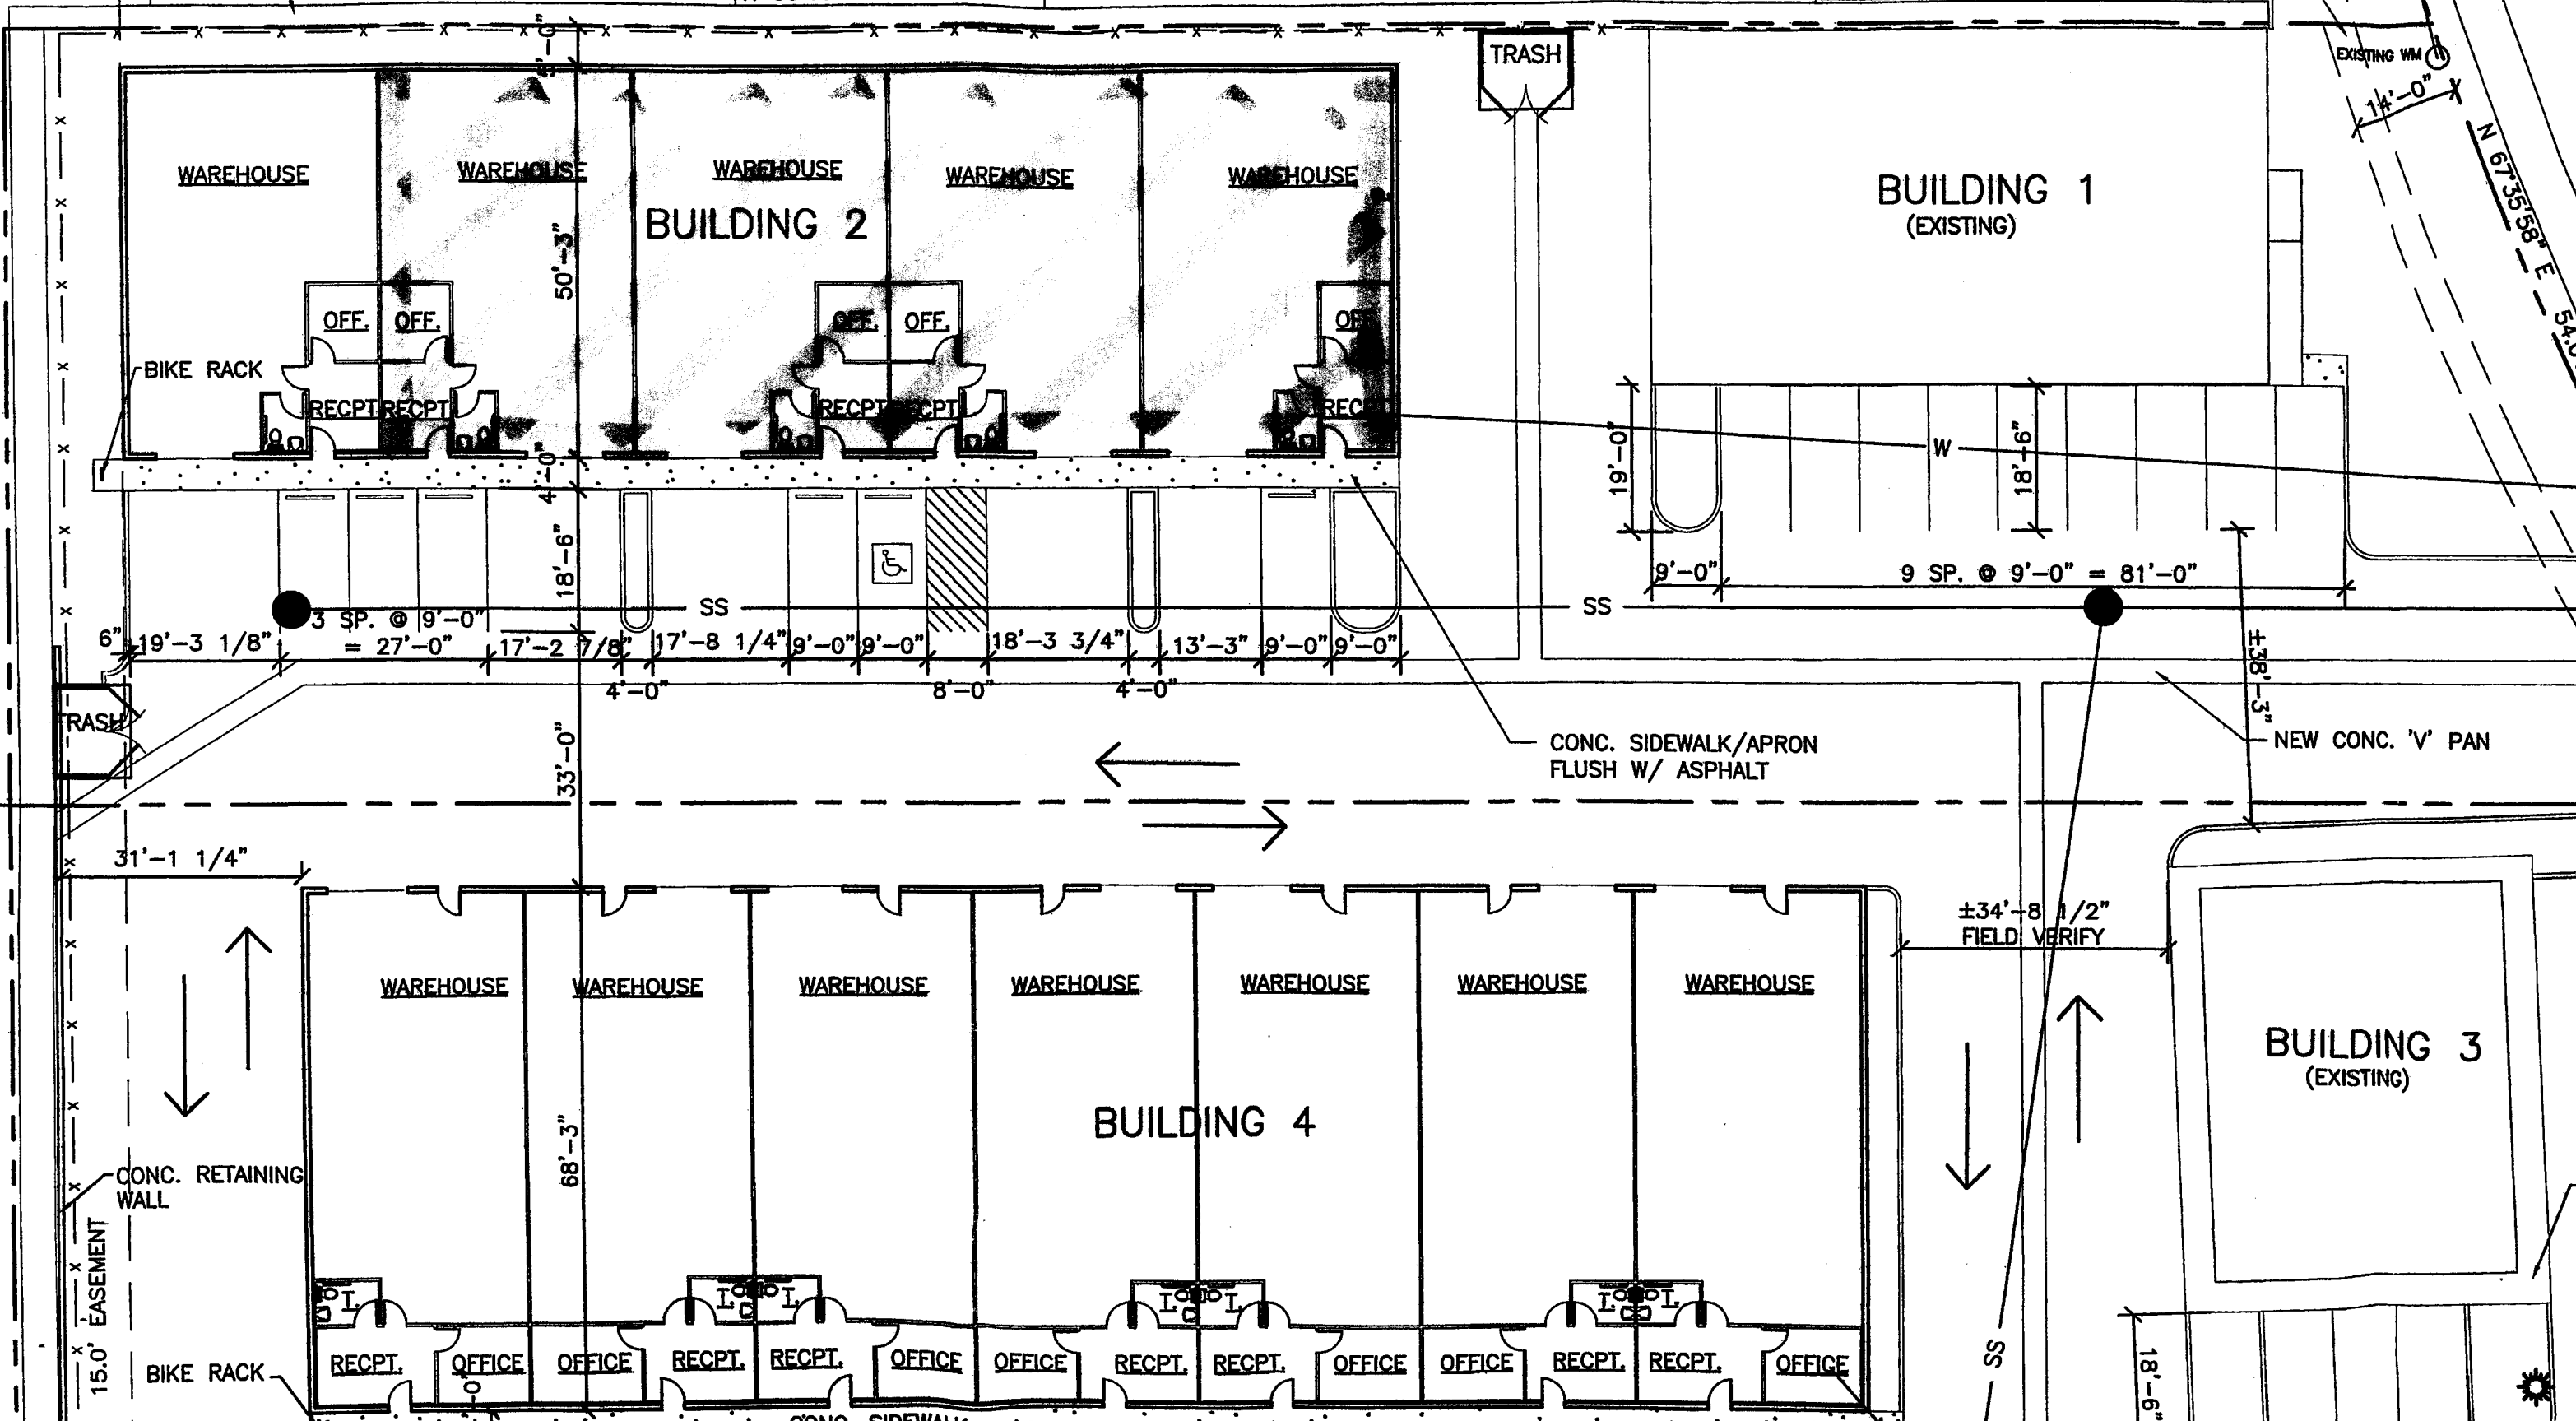 TRASH
EXISTING WM
14'-0"
N 67°35'58" E
5'-0"
WAREHOUSE
WAREHOUSE
WAREHOUSE
WAREHOUSE
WAREHOUSE
BUILDING 2
BUILDING 1
(EXISTING)
50'-3"
OFF.
OFF.
OFF.
OFF.
BIKE RACK
RECPT.
RECPT.
RECPT.
RECPT.
RECPT.
4'-0"
19'-0"
18'-6"
W
18'-6"
9'-0"
9 SP. @ 9'-0" = 81'-0"
SS
SS
3 SP. @ 9'-0"
= 27'-0"
6"
19'-3 1/8"
17'-2 7/8"
17'-8 1/4"
9'-0"
9'-0"
18'-3 3/4"
13'-3"
9'-0"
9'-0"
4'-0"
8'-0"
4'-0"
±38'-3"
TRASH
33'-0"
CONC. SIDEWALK/APRON
FLUSH W/ ASPHALT
NEW CONC. 'V' PAN
31'-1 1/4"
±34'-8 1/2"
FIELD VERIFY
WAREHOUSE
WAREHOUSE
WAREHOUSE
WAREHOUSE
WAREHOUSE
WAREHOUSE
WAREHOUSE
BUILDING 3
(EXISTING)
BUILDING 4
68'-3"
CONC. RETAINING
WALL
15.0' EASEMENT
T.
T.
T.
T.
T.
T.
T.
SS
BIKE RACK
RECPT.
OFFICE
OFFICE
RECPT.
RECPT.
OFFICE
OFFICE
RECPT.
RECPT.
OFFICE
OFFICE
RECPT.
RECPT.
OFFICE
18'-6"
CONC. SIDEWALK